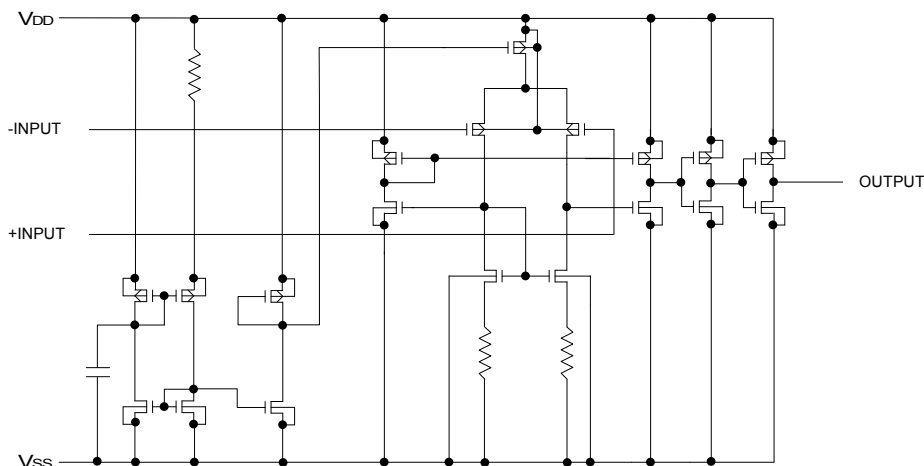 VDD
-INPUT
OUTPUT
+INPUT
VSS